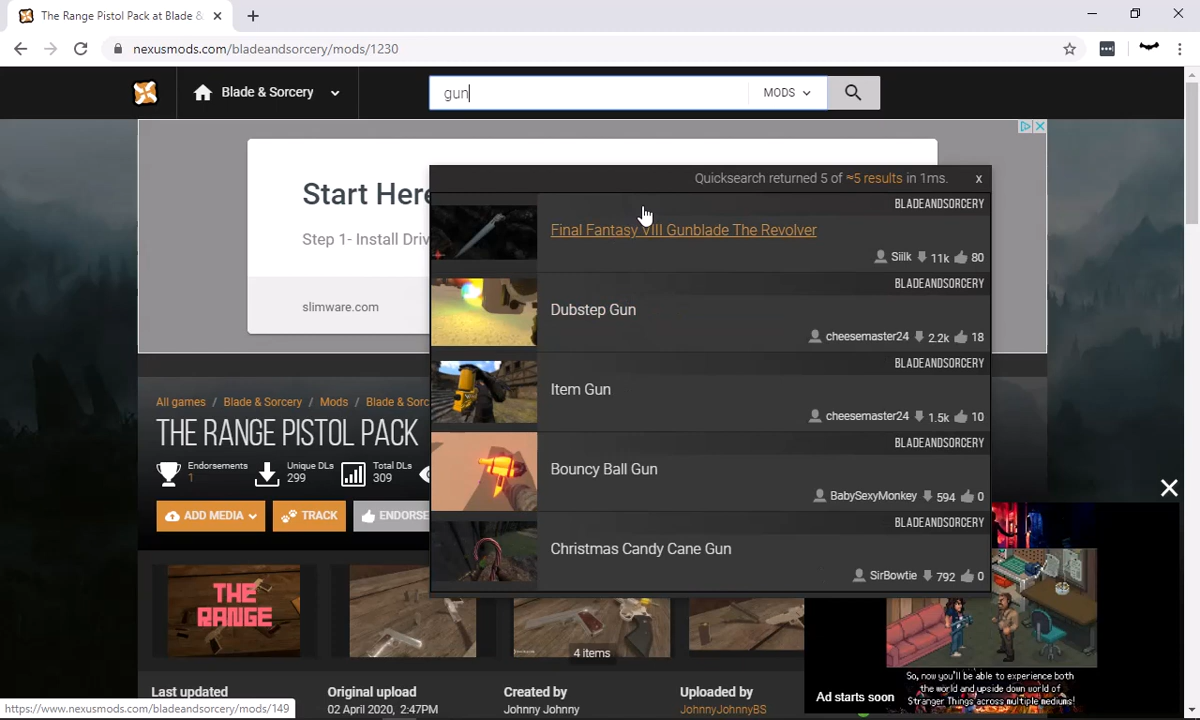 The Range Pistol Pack at Blade &
nexusmods.com/bladeandsorcery/mods/1230
Blade & Sorcery
gun
MODS
Start Here
Step 1- Install Driv
slimware.com
Quicksearch returned 5 of ≈5 results in 1ms.
x
BLADEANDSORCERY
Final Fantasy VIII Gunblade The Revolver
Siilk 11k 80
BLADEANDSORCERY
Dubstep Gun
cheesemaster24 2.2k 18
BLADEANDSORCERY
Item Gun
cheesemaster24 1.5k 10
BLADEANDSORCERY
Bouncy Ball Gun
BabySexyMonkey 594 0
BLADEANDSORCERY
Christmas Candy Cane Gun
SirBowtie 792 0
All games / Blade & Sorcery / Mods / Blade & Sorc
THE RANGE PISTOL PACK
Endorsements
1
Unique DLs
299
Total DLs
309
ADD MEDIA
TRACK
ENDORSE
THE
RANGE
4 items
Last updated
Original upload
02 April 2020, 2:47PM
Created by
Johnny Johnny
Uploaded by
JohnnyJohnnyBS
So, now you'll be able to experience both
the world and upside down world of
Stranger Things across multiple mediums!
Ad starts soon
https://www.nexusmods.com/bladeandsorcery/mods/149